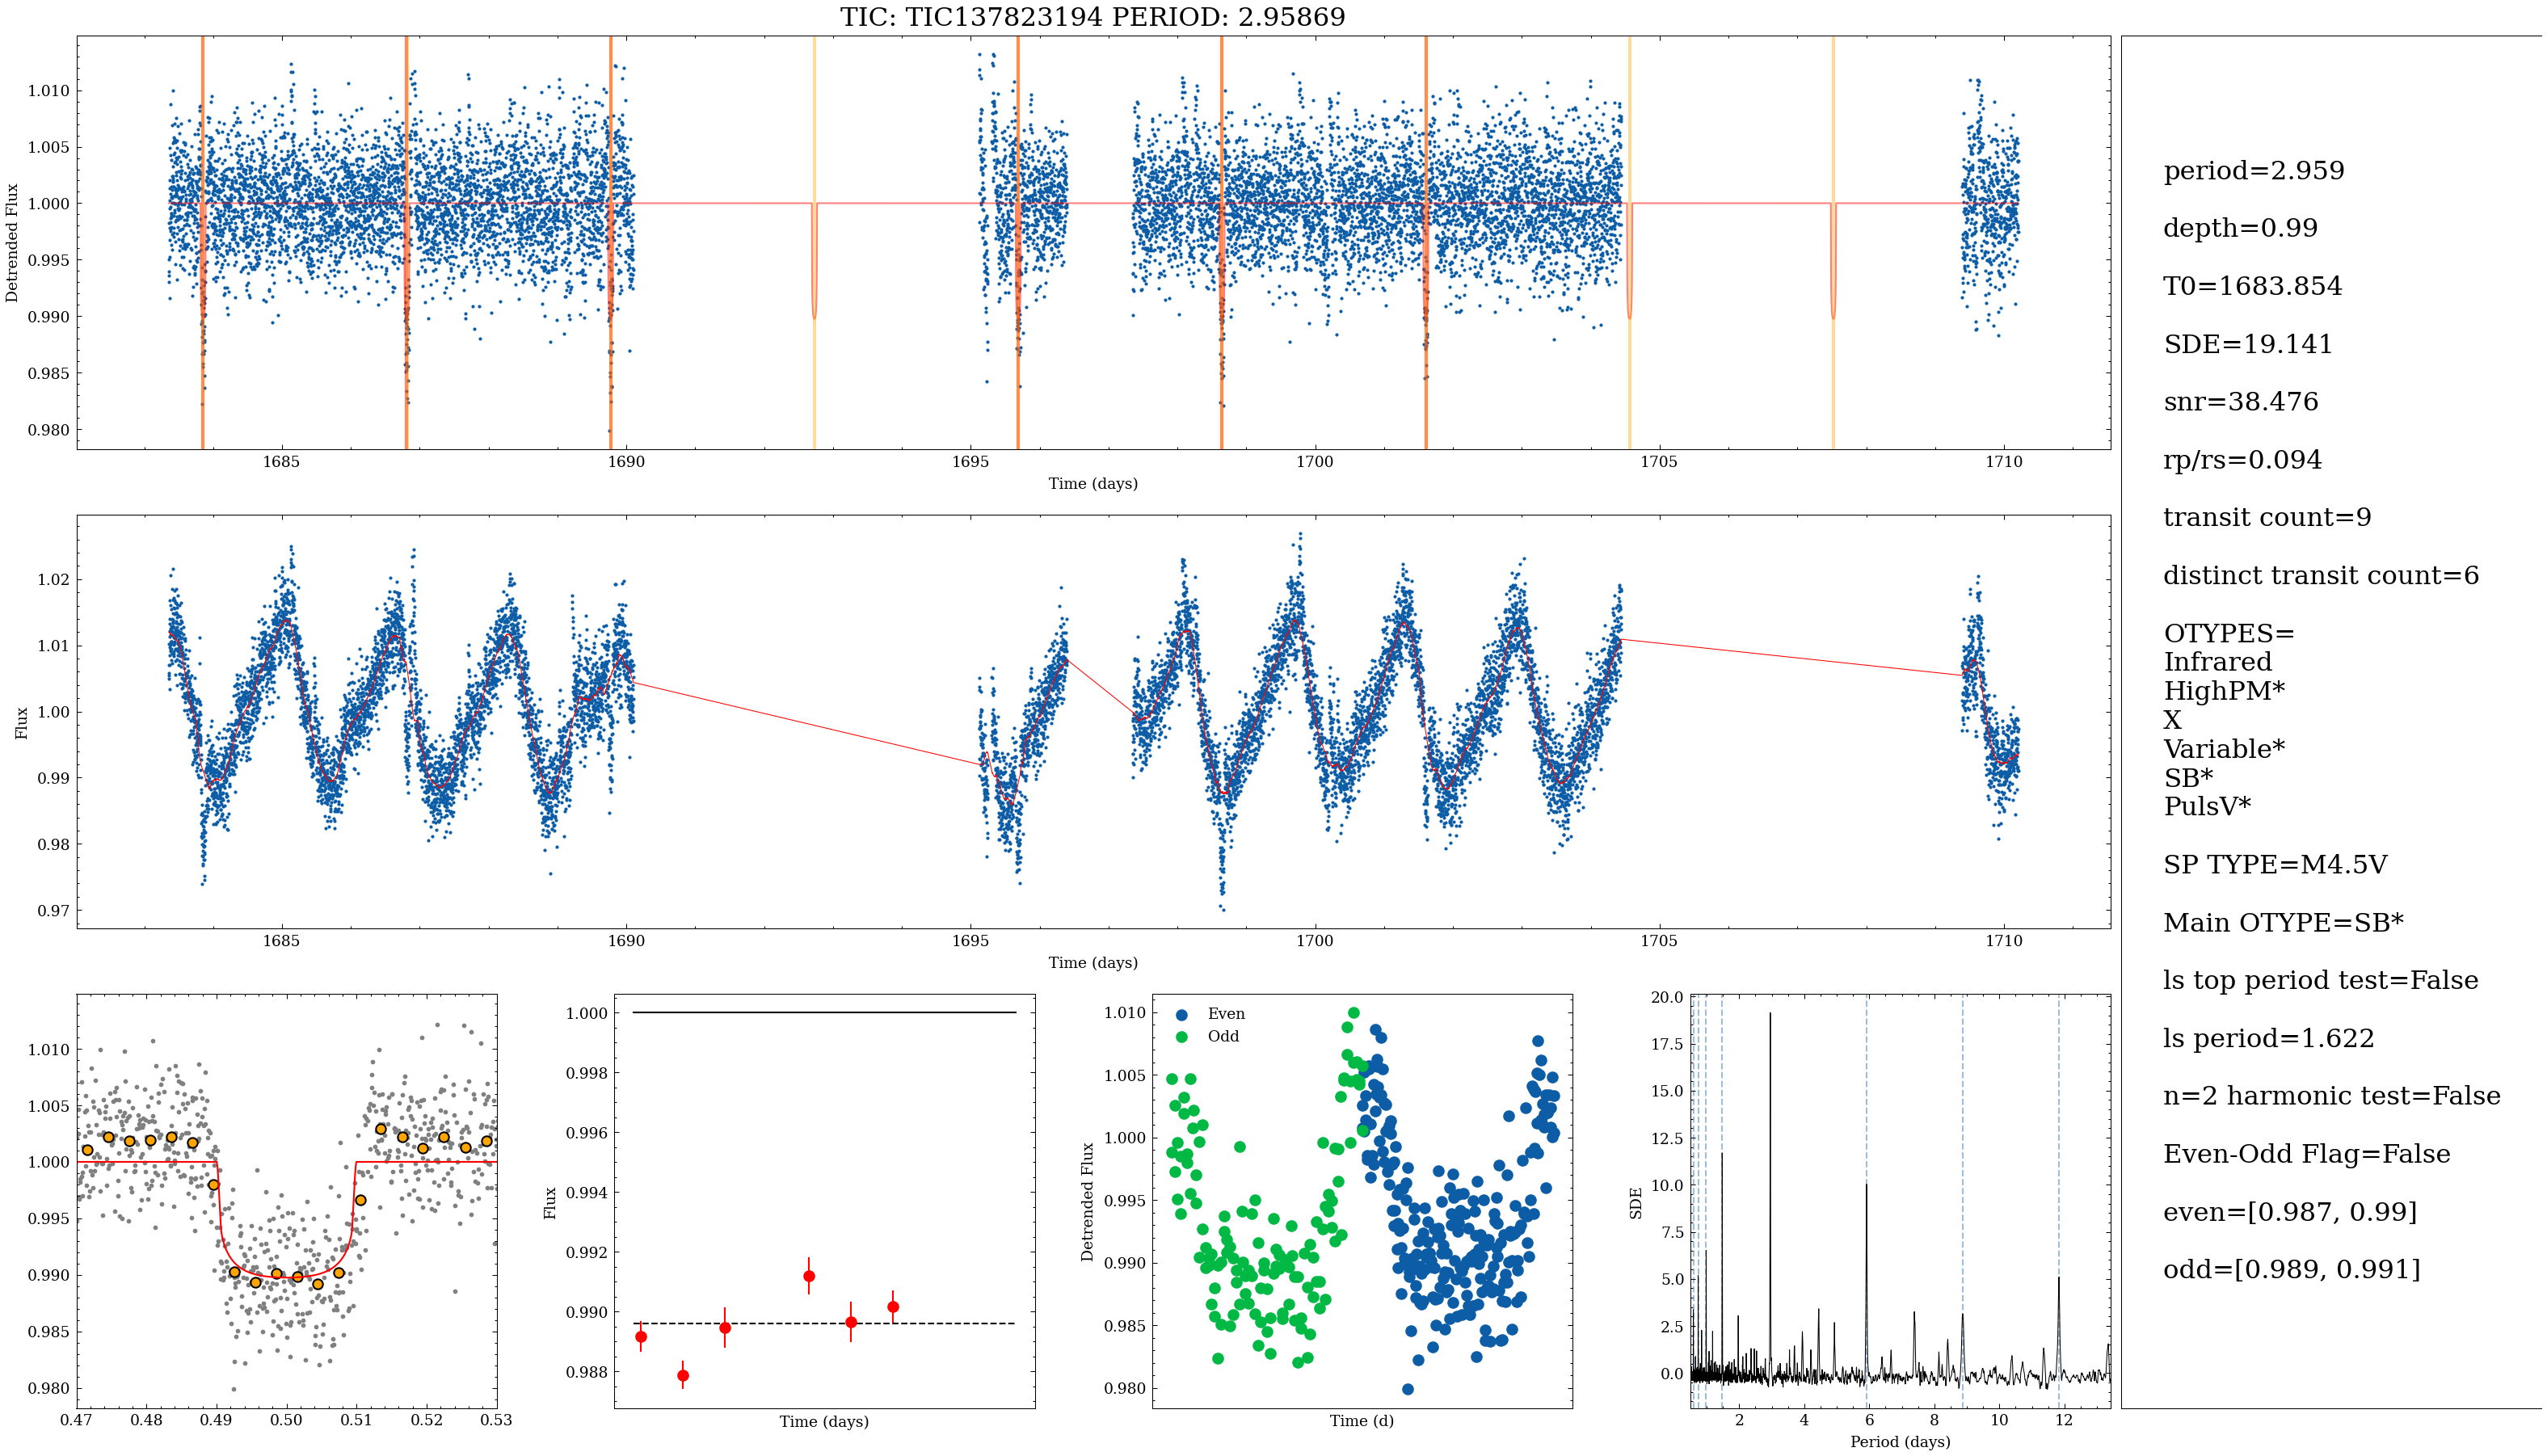 TIC: TIC137823194 PERIOD: 2.95869
1.010
1.005
1.000
0.995
0.990
0.985
0.980
Detrended Flux
1685
1690
1695
1700
1705
1710
Time (days)
1.02
1.01
1.00
0.99
0.98
0.97
Flux
1685
1690
1695
1700
1705
1710
Time (days)
1.010
1.005
1.000
0.995
0.990
0.985
0.980
0.47
0.48
0.49
0.50
0.51
0.52
0.53
1.000
0.998
0.996
0.994
0.992
0.990
0.988
Flux
Time (days)
Even
Odd
1.010
1.005
1.000
0.995
0.990
0.985
0.980
Detrended Flux
Time (d)
20.0
17.5
15.0
12.5
10.0
7.5
5.0
2.5
0.0
SDE
2
4
6
8
10
12
Period (days)
period=2.959
depth=0.99
T0=1683.854
SDE=19.141
snr=38.476
rp/rs=0.094
transit count=9
distinct transit count=6
OTYPES=
Infrared
HighPM*
X
Variable*
SB*
PulsV*
SP TYPE=M4.5V
Main OTYPE=SB*
ls top period test=False
ls period=1.622
n=2 harmonic test=False
Even-Odd Flag=False
even=[0.987, 0.99]
odd=[0.989, 0.991]